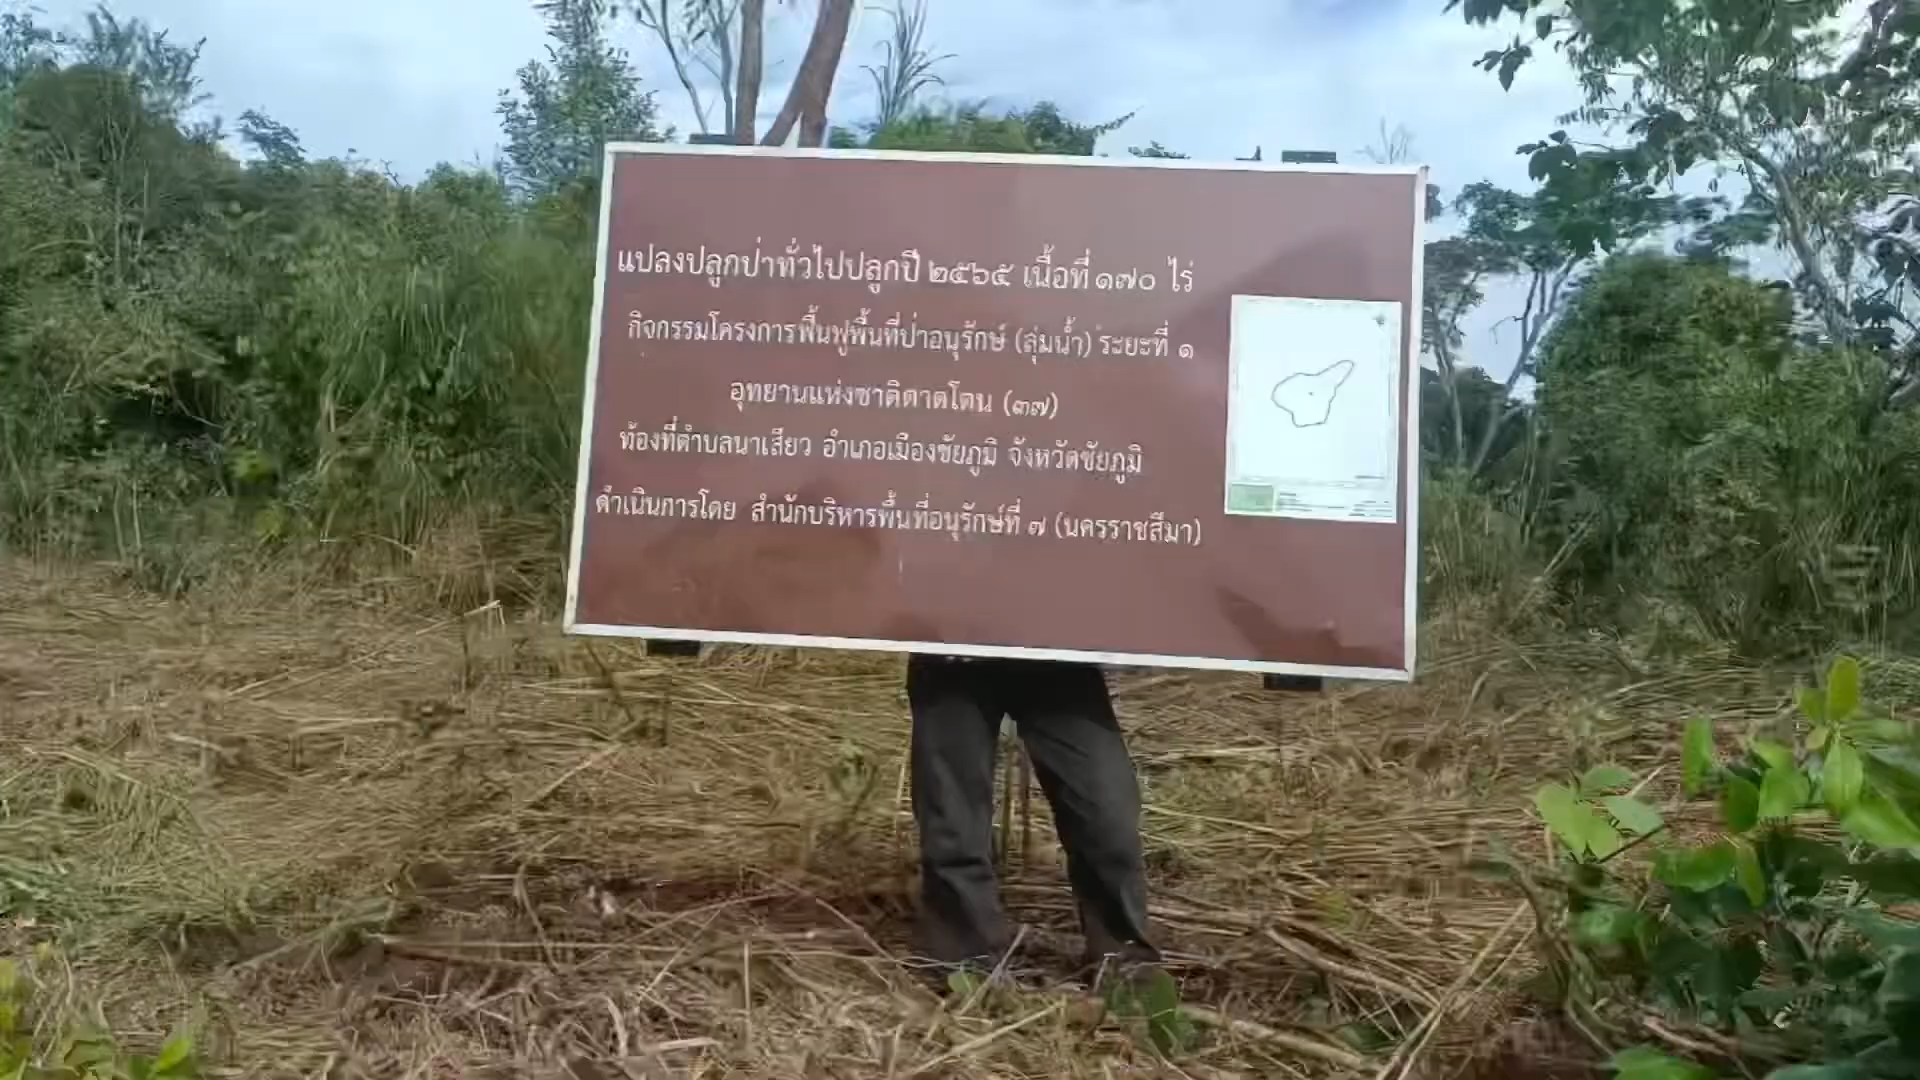 แปลงปลูกป่าทั่วไปปลูกปี ๒๕๖๕ เนื้อที่ ๑๗๐ ไร่
กิจกรรมโครงการฟื้นฟูพื้นที่ป่าอนุรักษ์ (ลุ่มน้ำ) ระยะที่ ๑
อุทยานแห่งชาติตาดโตน (๓๗)
ท้องที่ตำบลนาเสียว อำเภอเมืองชัยภูมิ จังหวัดชัยภูมิ
ดำเนินการโดย สำนักบริหารพื้นที่อนุรักษ์ที่ ๗ (นครราชสีมา)